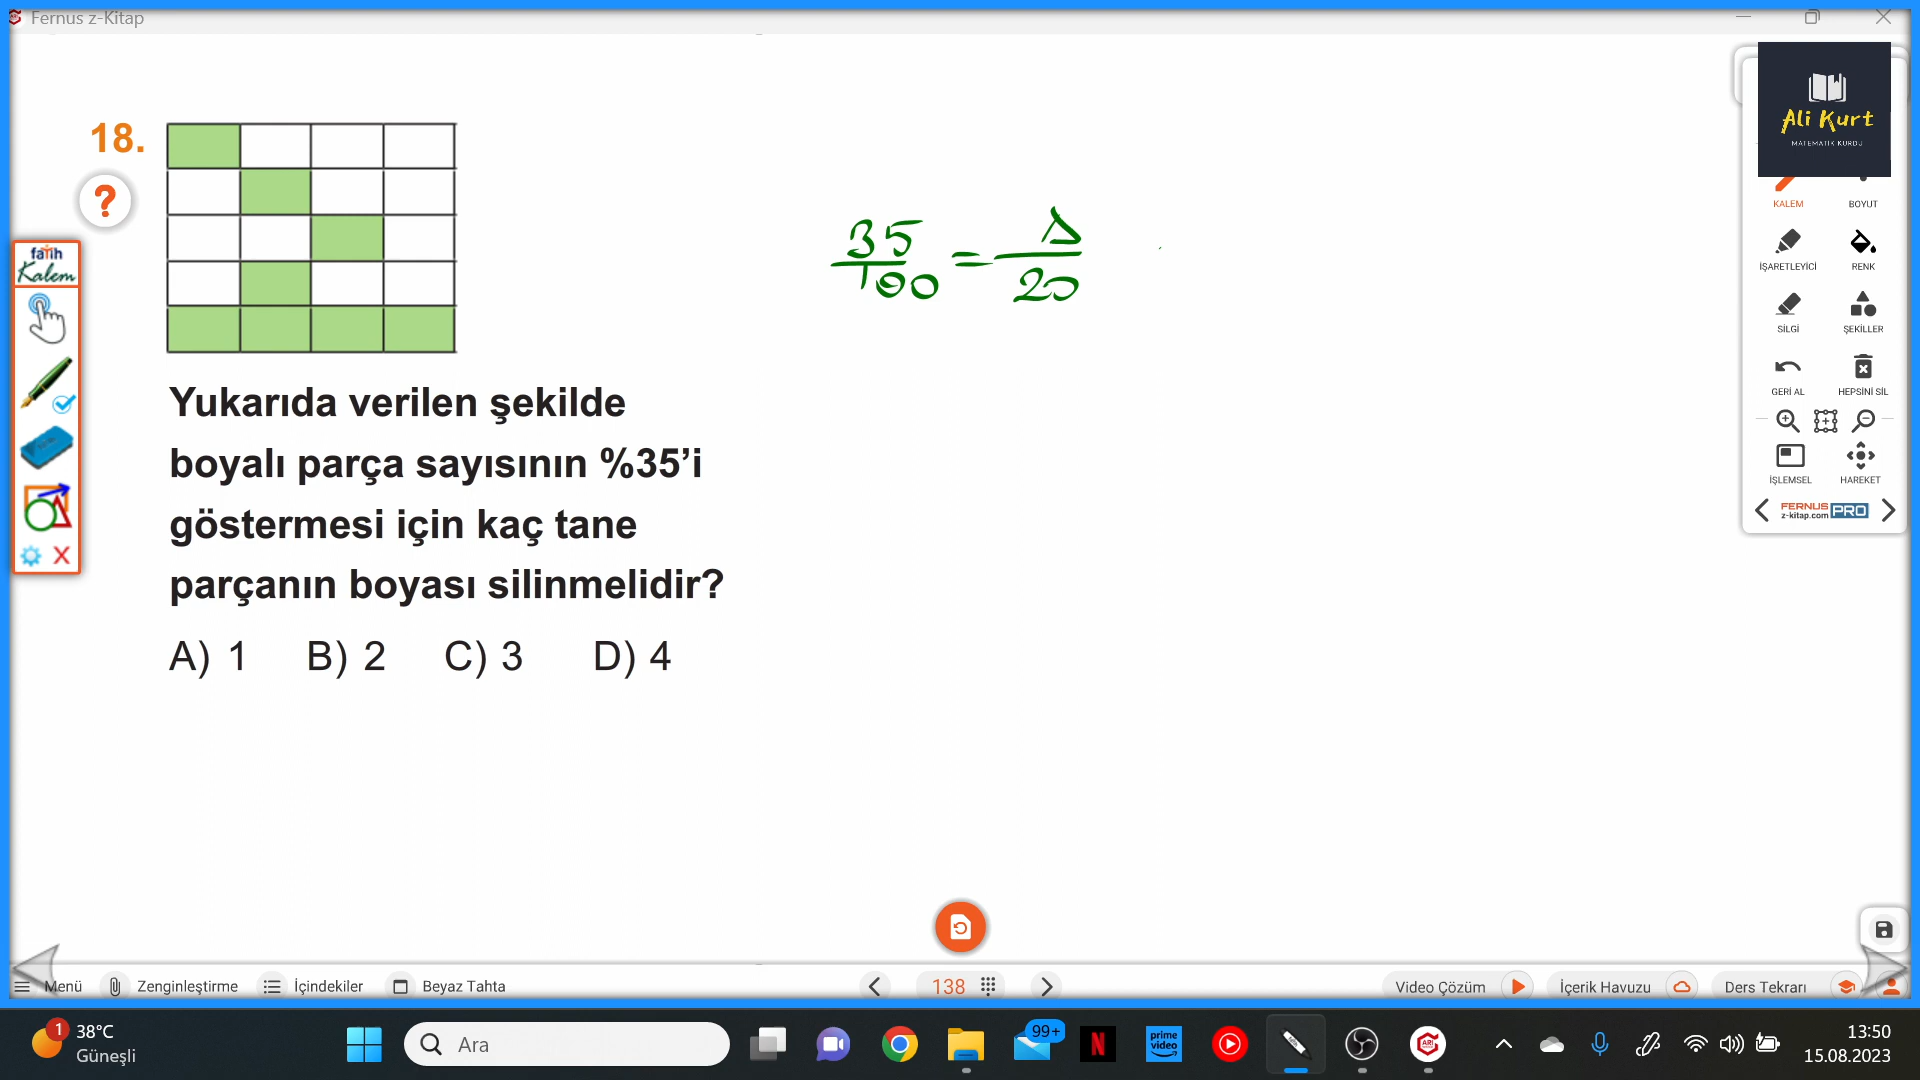 Fernus z-Kitap
18.
?
fatih
Kalem
35/100 = Δ/20
Yukarıda verilen şekilde
boyalı parça sayısının %35’i
göstermesi için kaç tane
parçanın boyası silinmelidir?
A) 1 B) 2 C) 3 D) 4
Ali Kurt
MATEMATİK KURDU
KALEM BOYUT
İŞARETLEYİCİ RENK
SİLGİ ŞEKİLLER
GERİ AL HEPSİNİ SİL
İŞLEMSEL HAREKET
FERNUS
z-kitap.com PRO
Menü Zenginleştirme İçindekiler Beyaz Tahta 138 Video Çözüm İçerik Havuzu Ders Tekrarı
1 38°C
Güneşli
Ara
99+
N
prime
video
ARI
13:50
15.08.2023